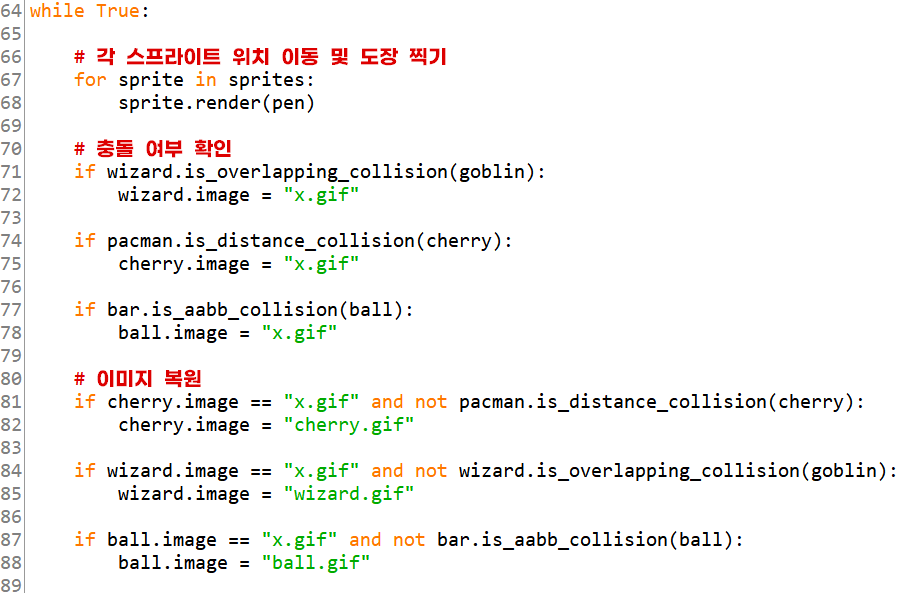 64 while True:
65
66     # 각 스프라이트 위치 이동 및 도장 찍기
67     for sprite in sprites:
68         sprite.render(pen)
69
70     # 충돌 여부 확인
71     if wizard.is_overlapping_collision(goblin):
72         wizard.image = "x.gif"
73
74     if pacman.is_distance_collision(cherry):
75         cherry.image = "x.gif"
76
77     if bar.is_aabb_collision(ball):
78         ball.image = "x.gif"
79
80     # 이미지 복원
81     if cherry.image == "x.gif" and not pacman.is_distance_collision(cherry):
82         cherry.image = "cherry.gif"
83
84     if wizard.image == "x.gif" and not wizard.is_overlapping_collision(goblin):
85         wizard.image = "wizard.gif"
86
87     if ball.image == "x.gif" and not bar.is_aabb_collision(ball):
88         ball.image = "ball.gif"
89